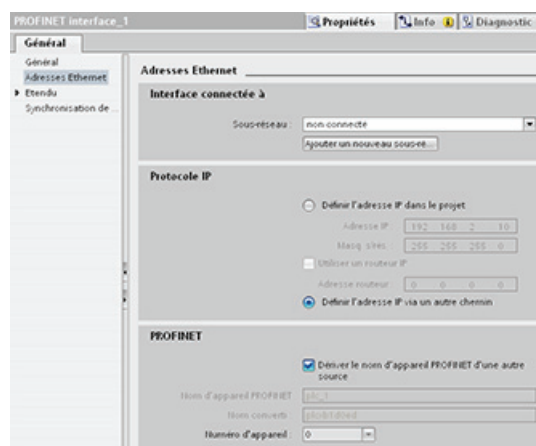 PROFINET interface_1
Propriétés
Info
Diagnostic
Général
Général
Adresses Ethernet
Etendu
Synchronisation de ...
Adresses Ethernet
Interface connectée à
Sous-réseau :
non connecté
Ajouter un nouveau sous-ré...
Protocole IP
Définir l'adresse IP dans le projet
Adresse IP :
192 168 2 10
Masq. s/res. :
255 255 255 0
Utiliser un routeur IP
Adresse routeur :
0 0 0 0
Définir l'adresse IP via un autre chemin
PROFINET
Dériver le nom d'appareil PROFINET d'une autre
source
Nom d'appareil PROFINET
plc_1
Nom converti :
Numéro d'appareil :
0